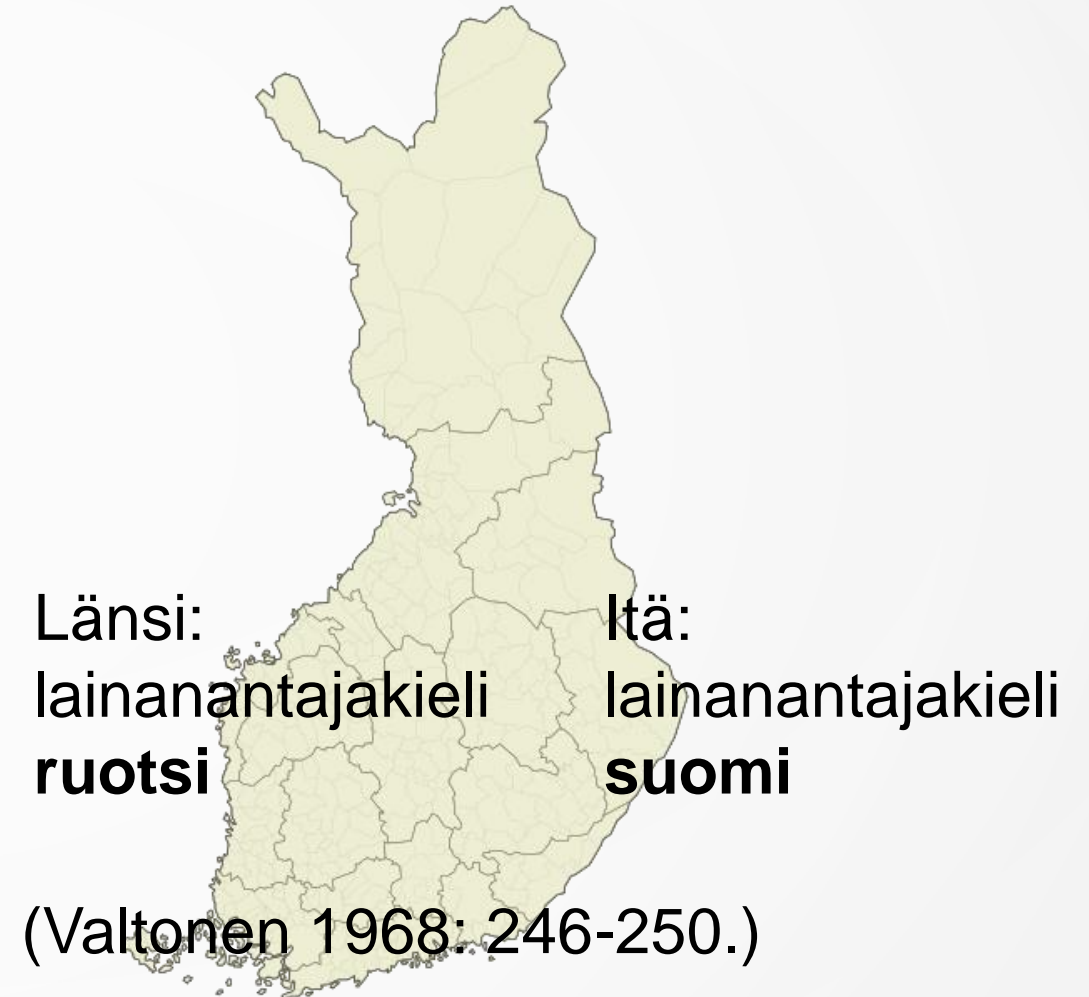 Länsi:
lainanantajakieli
ruotsi
Itä:
lainanantajakieli
suomi
(Valtonen 1968: 246-250.)